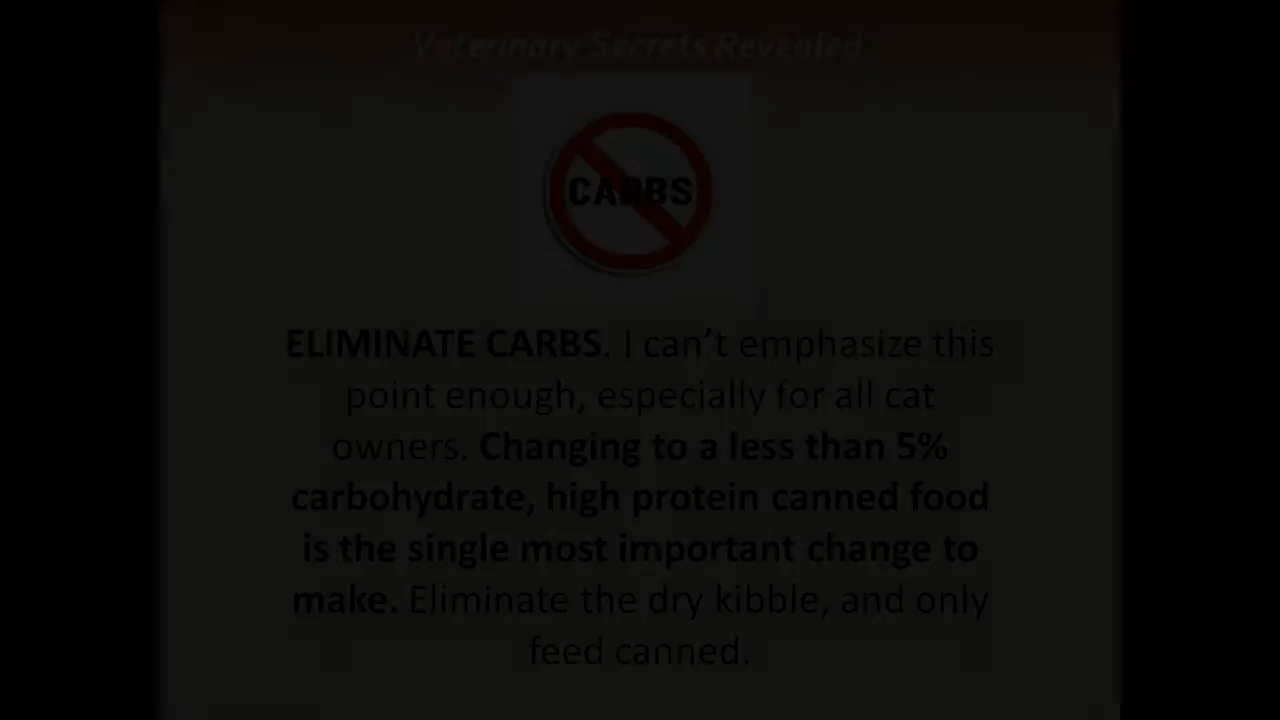 Veterinary Secrets Revealed
CARBS
ELIMINATE CARBS. I can’t emphasize this
point enough, especially for all cat
owners. Changing to a less than 5%
carbohydrate, high protein canned food
is the single most important change to
make. Eliminate the dry kibble, and only
feed canned.